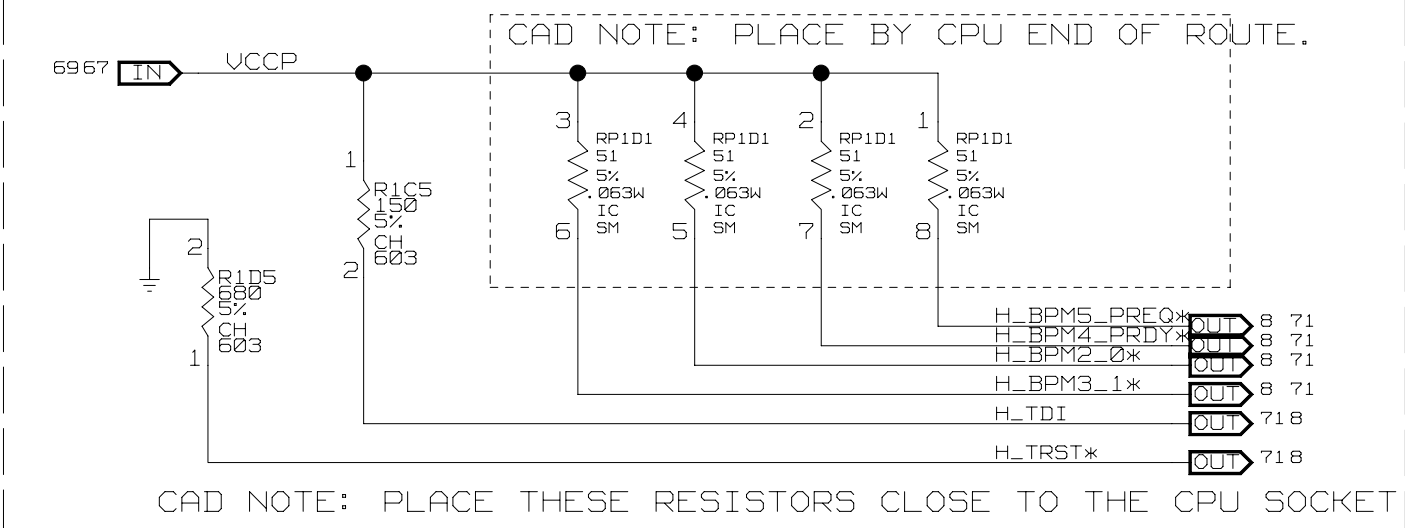 CAD NOTE: PLACE BY CPU END OF ROUTE.
6967 IN VCCP
3
RP1D1
51
5%
.063W
IC
SM
6
4
RP1D1
51
5%
.063W
IC
SM
5
2
RP1D1
51
5%
.063W
IC
SM
7
1
RP1D1
51
5%
.063W
IC
SM
8
1
R1C5
150
5%
CH
603
2
2
R1D5
680
5%
CH
603
1
H_BPM5_PREQ* OUT 8 71
H_BPM4_PRDY* OUT 8 71
H_BPM2_0* OUT 8 71
H_BPM3_1* OUT 8 71
H_TDI OUT 718
H_TRST* OUT 718
CAD NOTE: PLACE THESE RESISTORS CLOSE TO THE CPU SOCKET